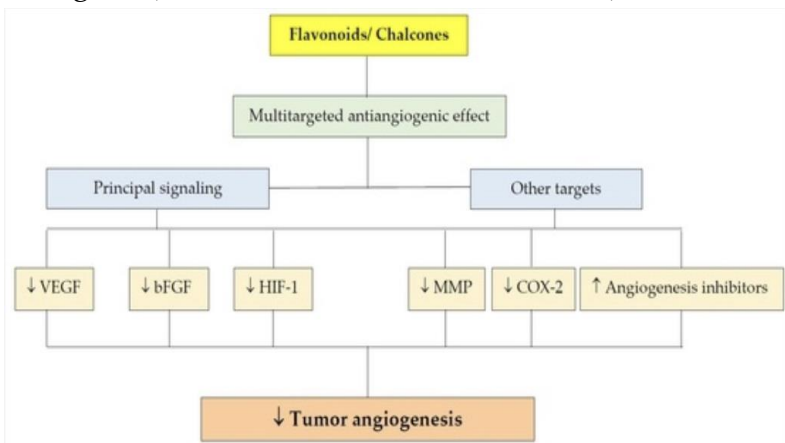 Flavonoids/ Chalcones
Multitargeted antiangiogenic effect
Principal signaling
Other targets
↓ VEGF
↓ bFGF
↓ HIF-1
↓ MMP
↓ COX-2
↑ Angiogenesis inhibitors
↓ Tumor angiogenesis